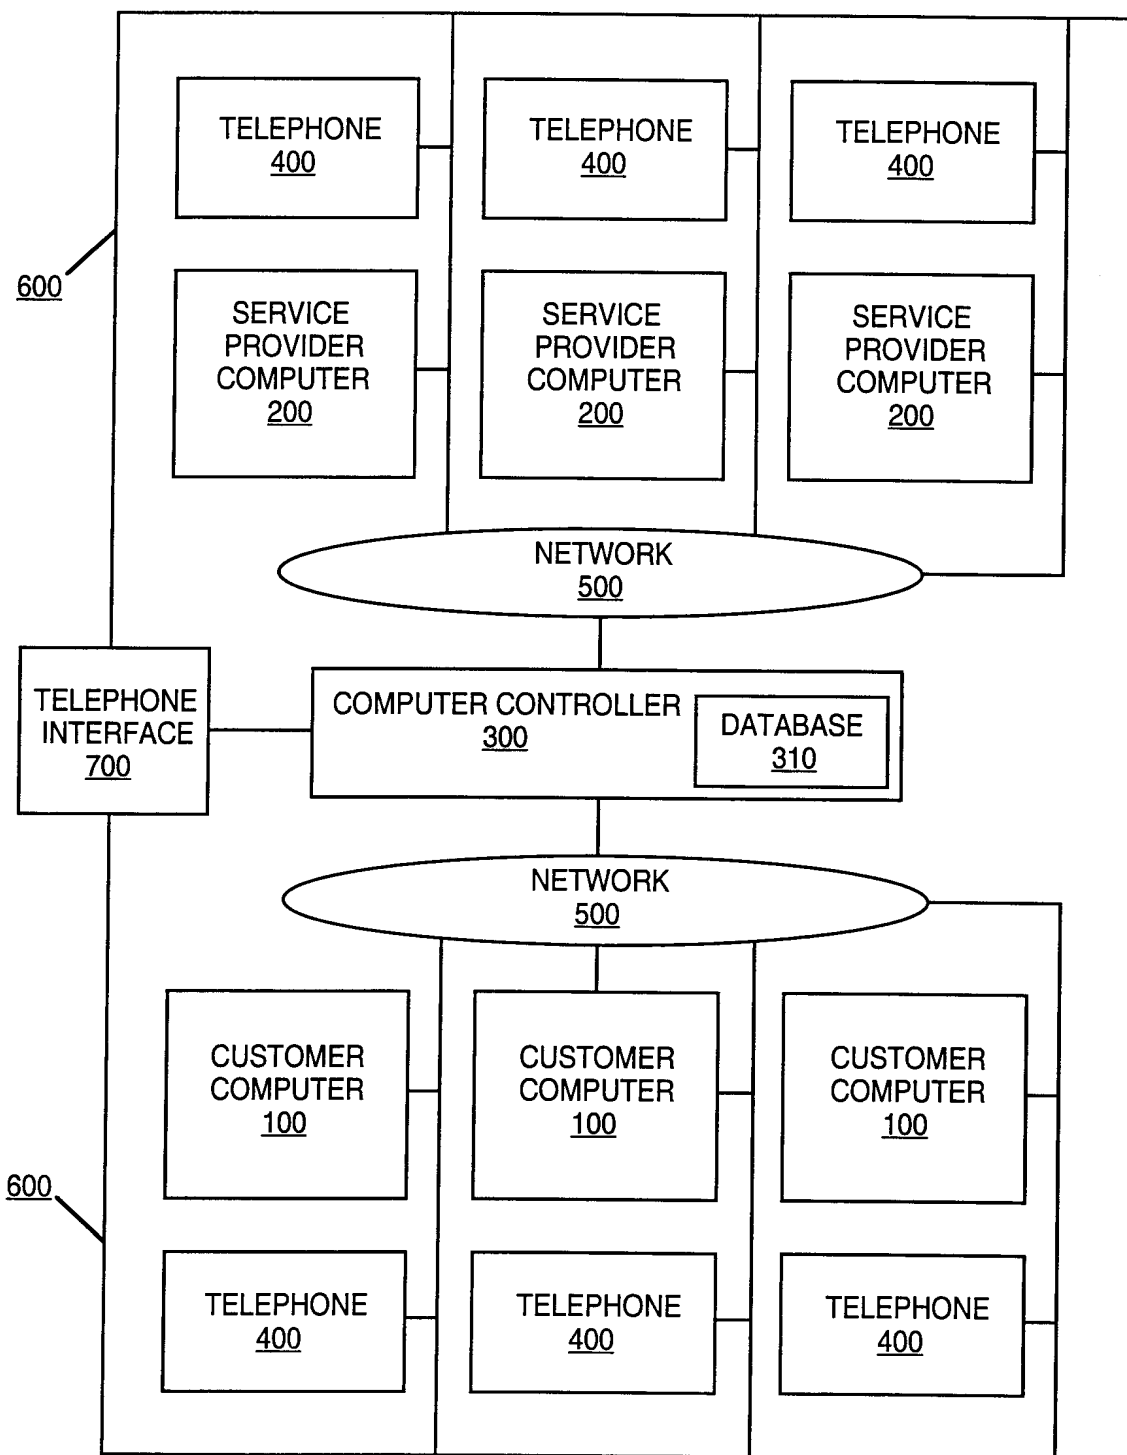 TELEPHONE
400
TELEPHONE
400
TELEPHONE
400
600
SERVICE
PROVIDER
COMPUTER
200
SERVICE
PROVIDER
COMPUTER
200
SERVICE
PROVIDER
COMPUTER
200
NETWORK
500
TELEPHONE
INTERFACE
700
COMPUTER CONTROLLER
300
DATABASE
310
NETWORK
500
CUSTOMER
COMPUTER
100
CUSTOMER
COMPUTER
100
CUSTOMER
COMPUTER
100
600
TELEPHONE
400
TELEPHONE
400
TELEPHONE
400